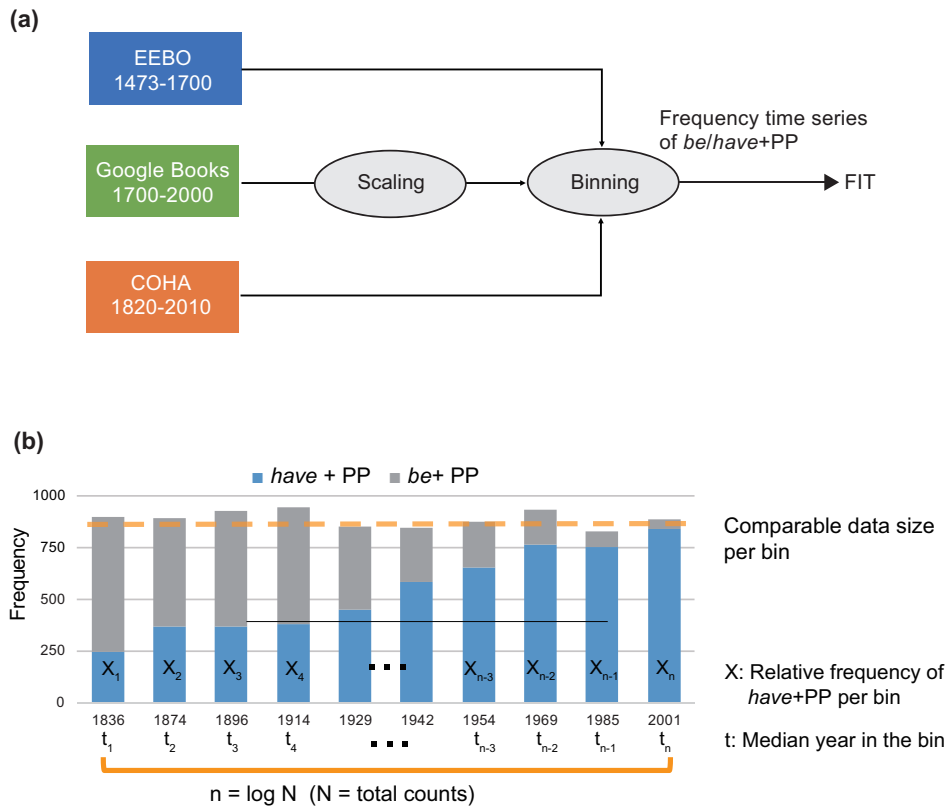 (a)
EEBO
1473-1700
Google Books
1700-2000
COHA
1820-2010
Scaling
Binning
Frequency time series
of be/have+PP
FIT
(b)
have + PP
be+ PP
1000
750
500
250
0
Frequency
X1 X2 X3 X4 ... Xn-3 Xn-2 Xn-1 Xn
1836 1874 1896 1914 1929 1942 1954 1969 1985 2001
t1 t2 t3 t4 ... tn-3 tn-2 tn-1 tn
n = log N (N = total counts)
Comparable data size
per bin
X: Relative frequency of
have+PP per bin
t: Median year in the bin